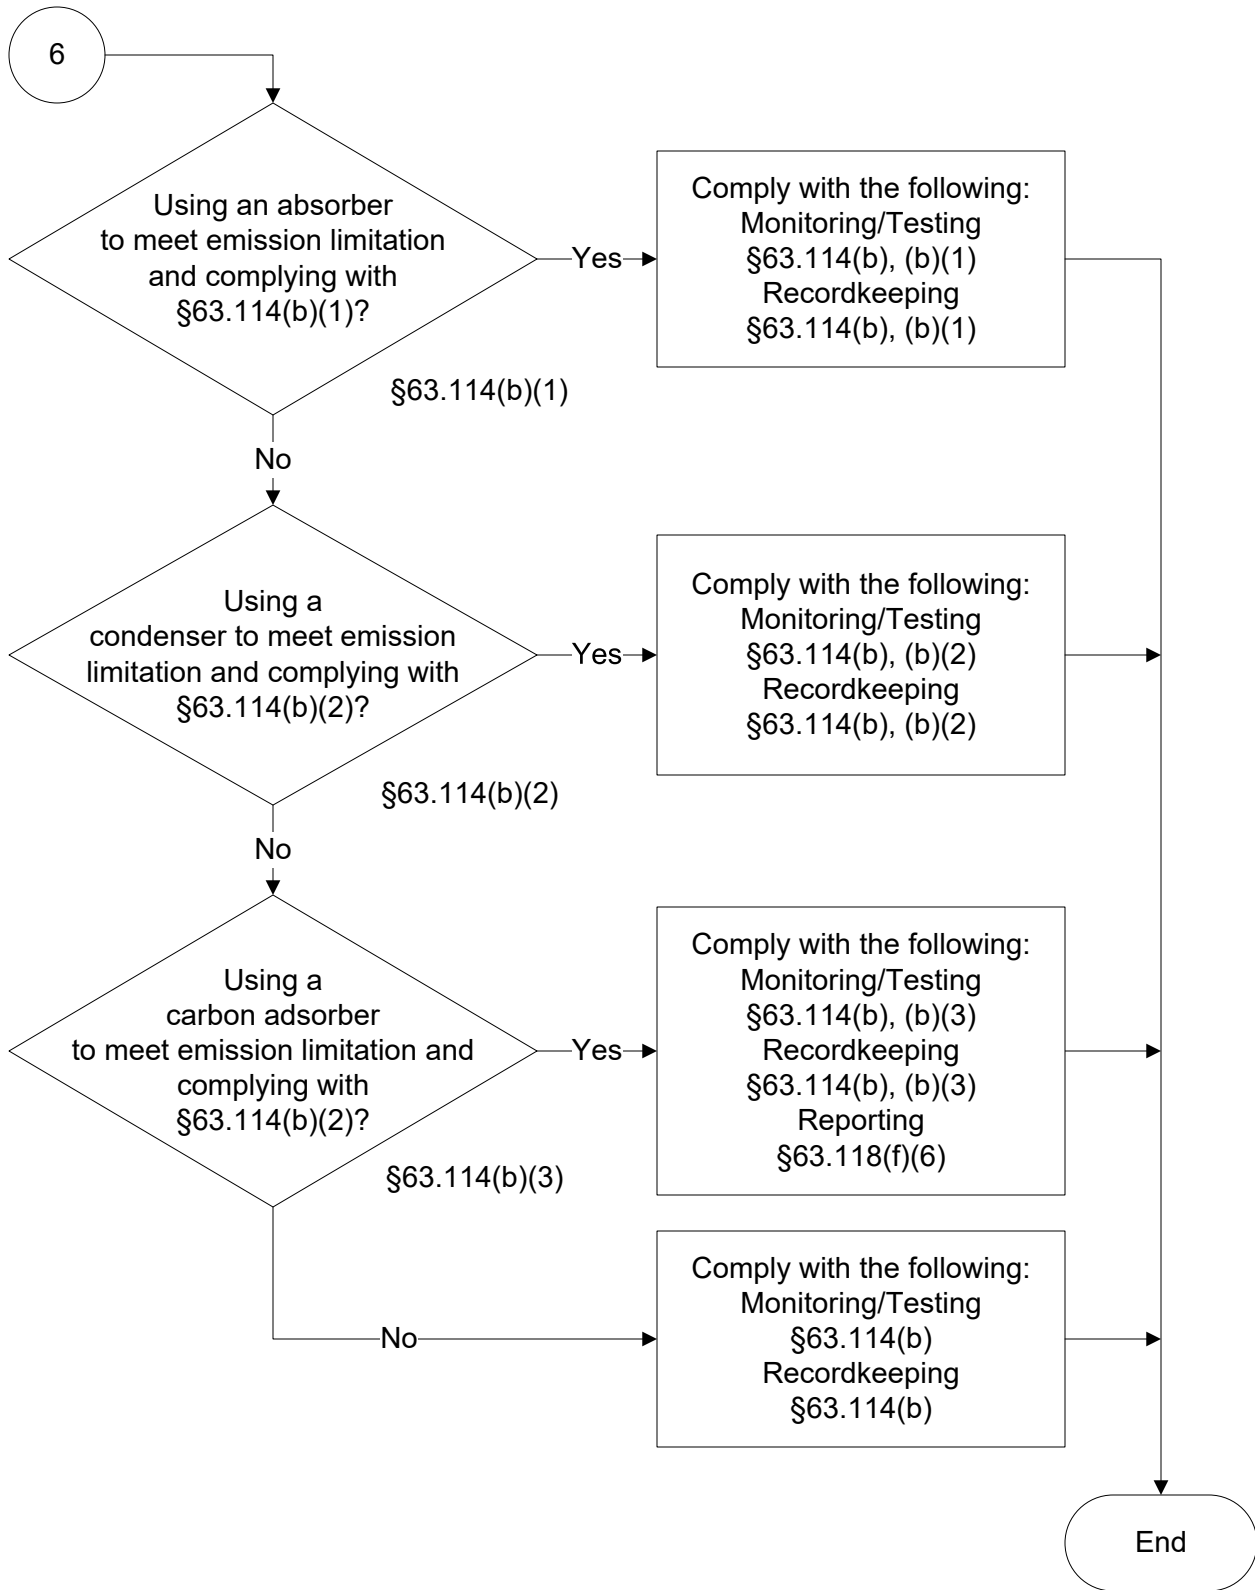 6
Using an absorber
to meet emission limitation
and complying with
§63.114(b)(1)?
Yes
Comply with the following:
Monitoring/Testing
§63.114(b), (b)(1)
Recordkeeping
§63.114(b), (b)(1)
§63.114(b)(1)
No
Using a
condenser to meet emission
limitation and complying with
§63.114(b)(2)?
Yes
Comply with the following:
Monitoring/Testing
§63.114(b), (b)(2)
Recordkeeping
§63.114(b), (b)(2)
§63.114(b)(2)
No
Using a
carbon adsorber
to meet emission limitation and
complying with
§63.114(b)(2)?
Yes
Comply with the following:
Monitoring/Testing
§63.114(b), (b)(3)
Recordkeeping
§63.114(b), (b)(3)
Reporting
§63.118(f)(6)
§63.114(b)(3)
No
Comply with the following:
Monitoring/Testing
§63.114(b)
Recordkeeping
§63.114(b)
End